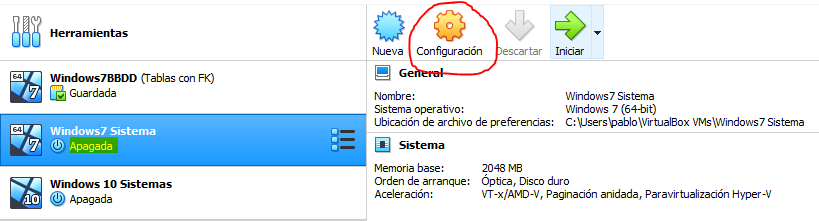 Herramientas
Nueva
Configuración
Descartar
Iniciar
64
7
Windows7BBDD (Tablas con FK)
Guardada
64
7
Windows7 Sistema
Apagada
10
Windows 10 Sistemas
Apagada
General
Nombre: Windows7 Sistema
Sistema operativo: Windows 7 (64-bit)
Ubicación de archivo de preferencias: C:\Users\pablo\VirtualBox VMs\Windows7 Sistema
Sistema
Memoria base: 2048 MB
Orden de arranque: Óptica, Disco duro
Aceleración: VT-x/AMD-V, Paginación anidada, Paravirtualización Hyper-V